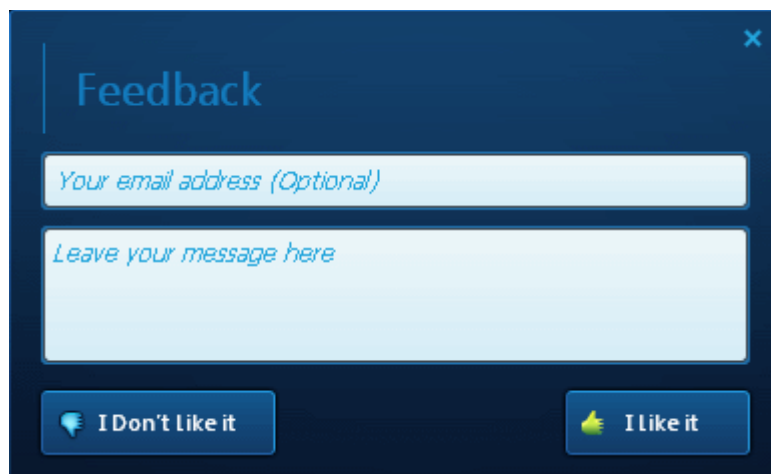 Feedback
Your email address (Optional)
Leave your message here
I Don't like it
I like it